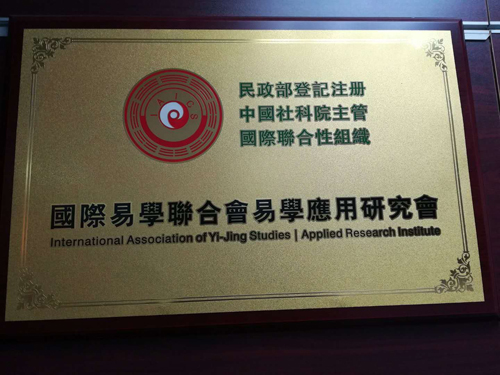 民政部登記注册
中國社科院主管
國際聯合性組織
國際易學聯合會易學應用研究會
International Association of Yi-Jing Studies | Applied Research Institute